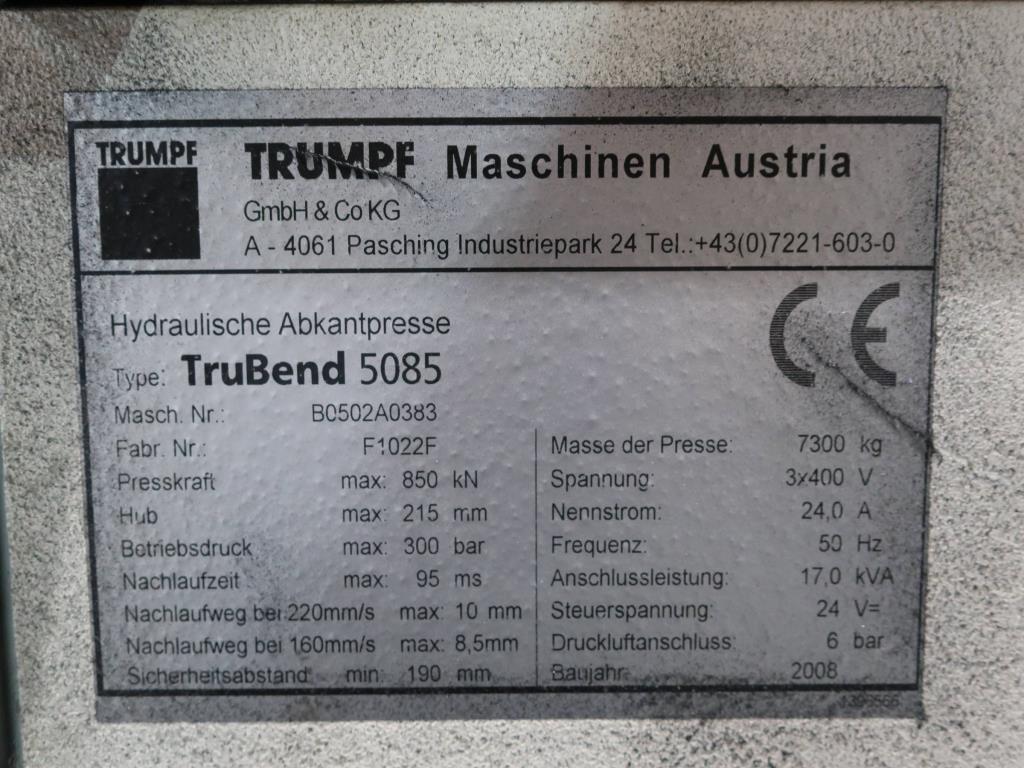 TRUMPF
TRUMPF Maschinen Austria
GmbH & Co KG
A - 4061 Pasching Industriepark 24 Tel.:+43(0)7221-603-0
CE
Hydraulische Abkantpresse
Type: TruBend 5085
Masch. Nr.: B0502A0383
Fabr. Nr.: F1022F
Presskraft max: 850 kN
Hub max: 215 mm
Betriebsdruck max: 300 bar
Nachlaufzeit max: 95 ms
Nachlaufweg bei 220mm/s max: 10 mm
Nachlaufweg bei 160mm/s max: 8,5mm
Sicherheitsabstand min: 190 mm
Masse der Presse: 7300 kg
Spannung: 3x400 V
Nennstrom: 24,0 A
Frequenz: 50 Hz
Anschlussleistung: 17,0 kVA
Steuerspannung: 24 V=
Druckluftanschluss: 6 bar
Baujahr: 2008